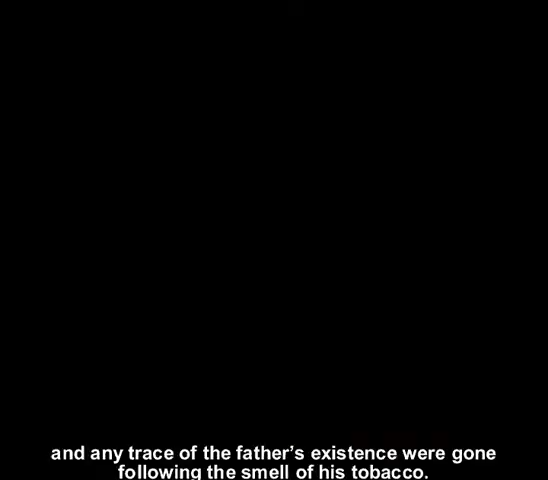 and any trace of the father’s existence were gone
following the smell of his tobacco.